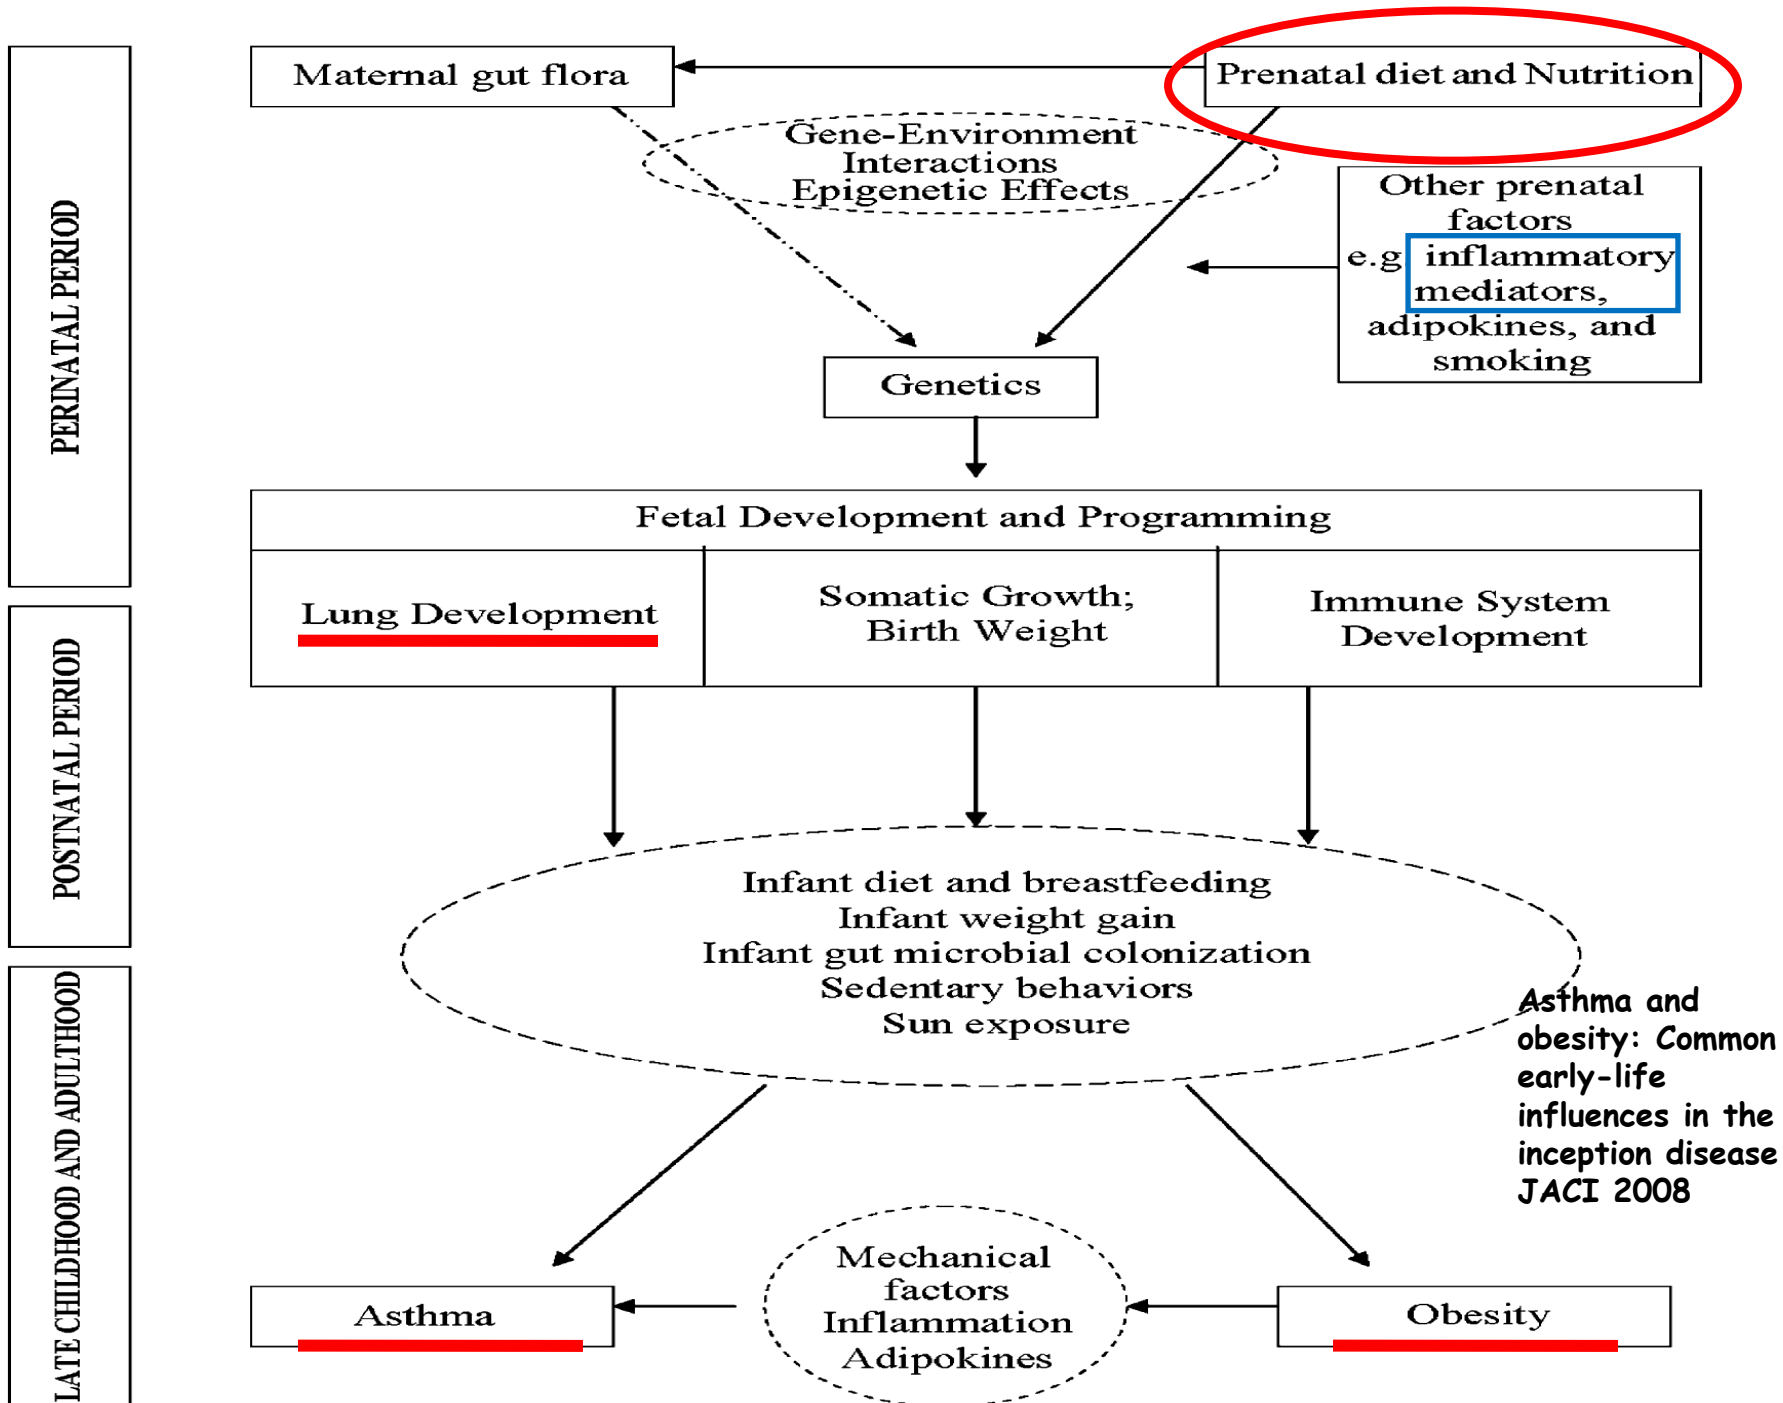 PERINATAL PERIOD
POSTNATAL PERIOD
LATE CHILDHOOD AND ADULTHOOD
Maternal gut flora
Prenatal diet and Nutrition
Gene-Environment
Interactions
Epigenetic Effects
Other prenatal
factors
e.g inflammatory
mediators,
adipokines, and
smoking
Genetics
Fetal Development and Programming
Lung Development
Somatic Growth;
Birth Weight
Immune System
Development
Infant diet and breastfeeding
Infant weight gain
Infant gut microbial colonization
Sedentary behaviors
Sun exposure
Asthma and
obesity: Common
early-life
influences in the
inception disease
JACI 2008
Asthma
Mechanical
factors
Inflammation
Adipokines
Obesity